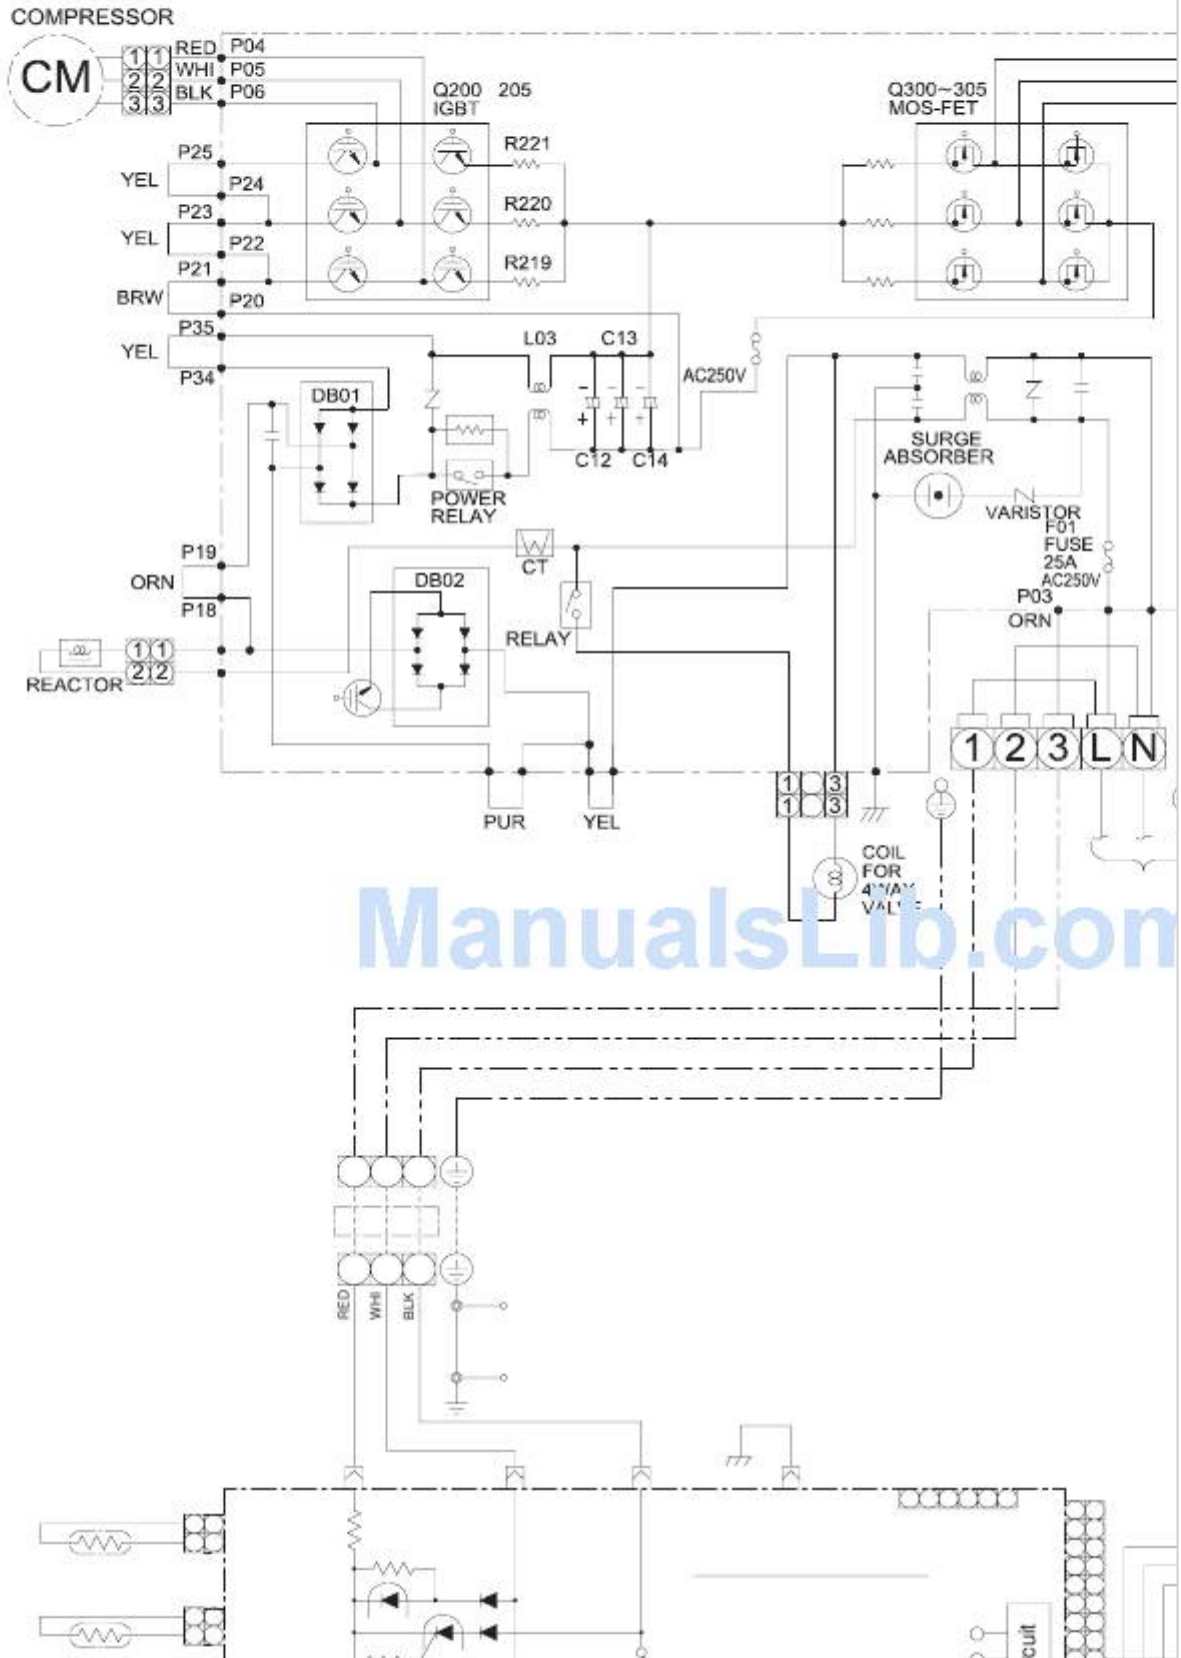 COMPRESSOR
CM
1 1 RED P04
2 2 WHI P05
3 3 BLK P06
Q200 205
IGBT
Q300~305
MOS-FET
P25
R221
YEL
P24
P23
R220
YEL
P22
P21
R219
BRW
P20
P35
YEL
L03
C13
P34
AC250V
DB01
- - -
+ + +
C12 C14
SURGE
ABSORBER
POWER
RELAY
VARISTOR
F01
FUSE
25A
AC250V
P19
ORN
CT
DB02
P18
P03
ORN
RELAY
1 1
2 2
REACTOR
1 2 3 L N
1 3
1 3
PUR
YEL
COIL
FOR
4WAY
VALVE
ManualsLib.com
RED
WHI
BLK
cuit